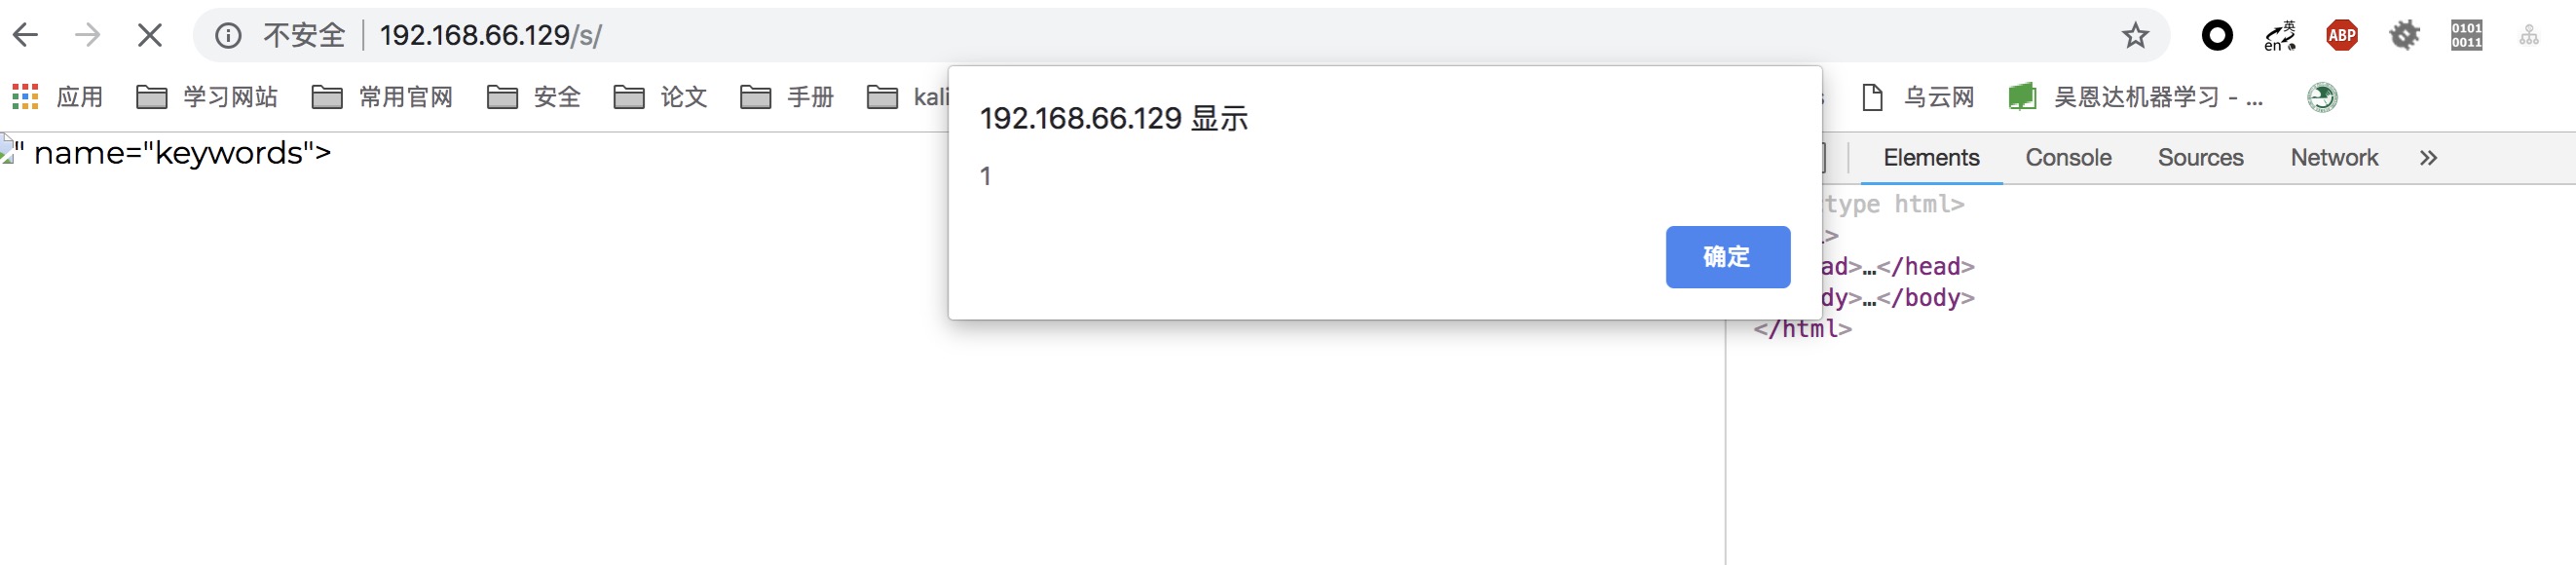 不安全 192.168.66.129/s/
en 英 ABP 0101 0011
应用 学习网站 常用官网 安全 论文 手册 kali 乌云网 吴恩达机器学习 - ...
192.168.66.129 显示
1
确定
" name="keywords">
Elements Console Sources Network »
type html>
>
ad>…</head>
dy>…</body>
</html>